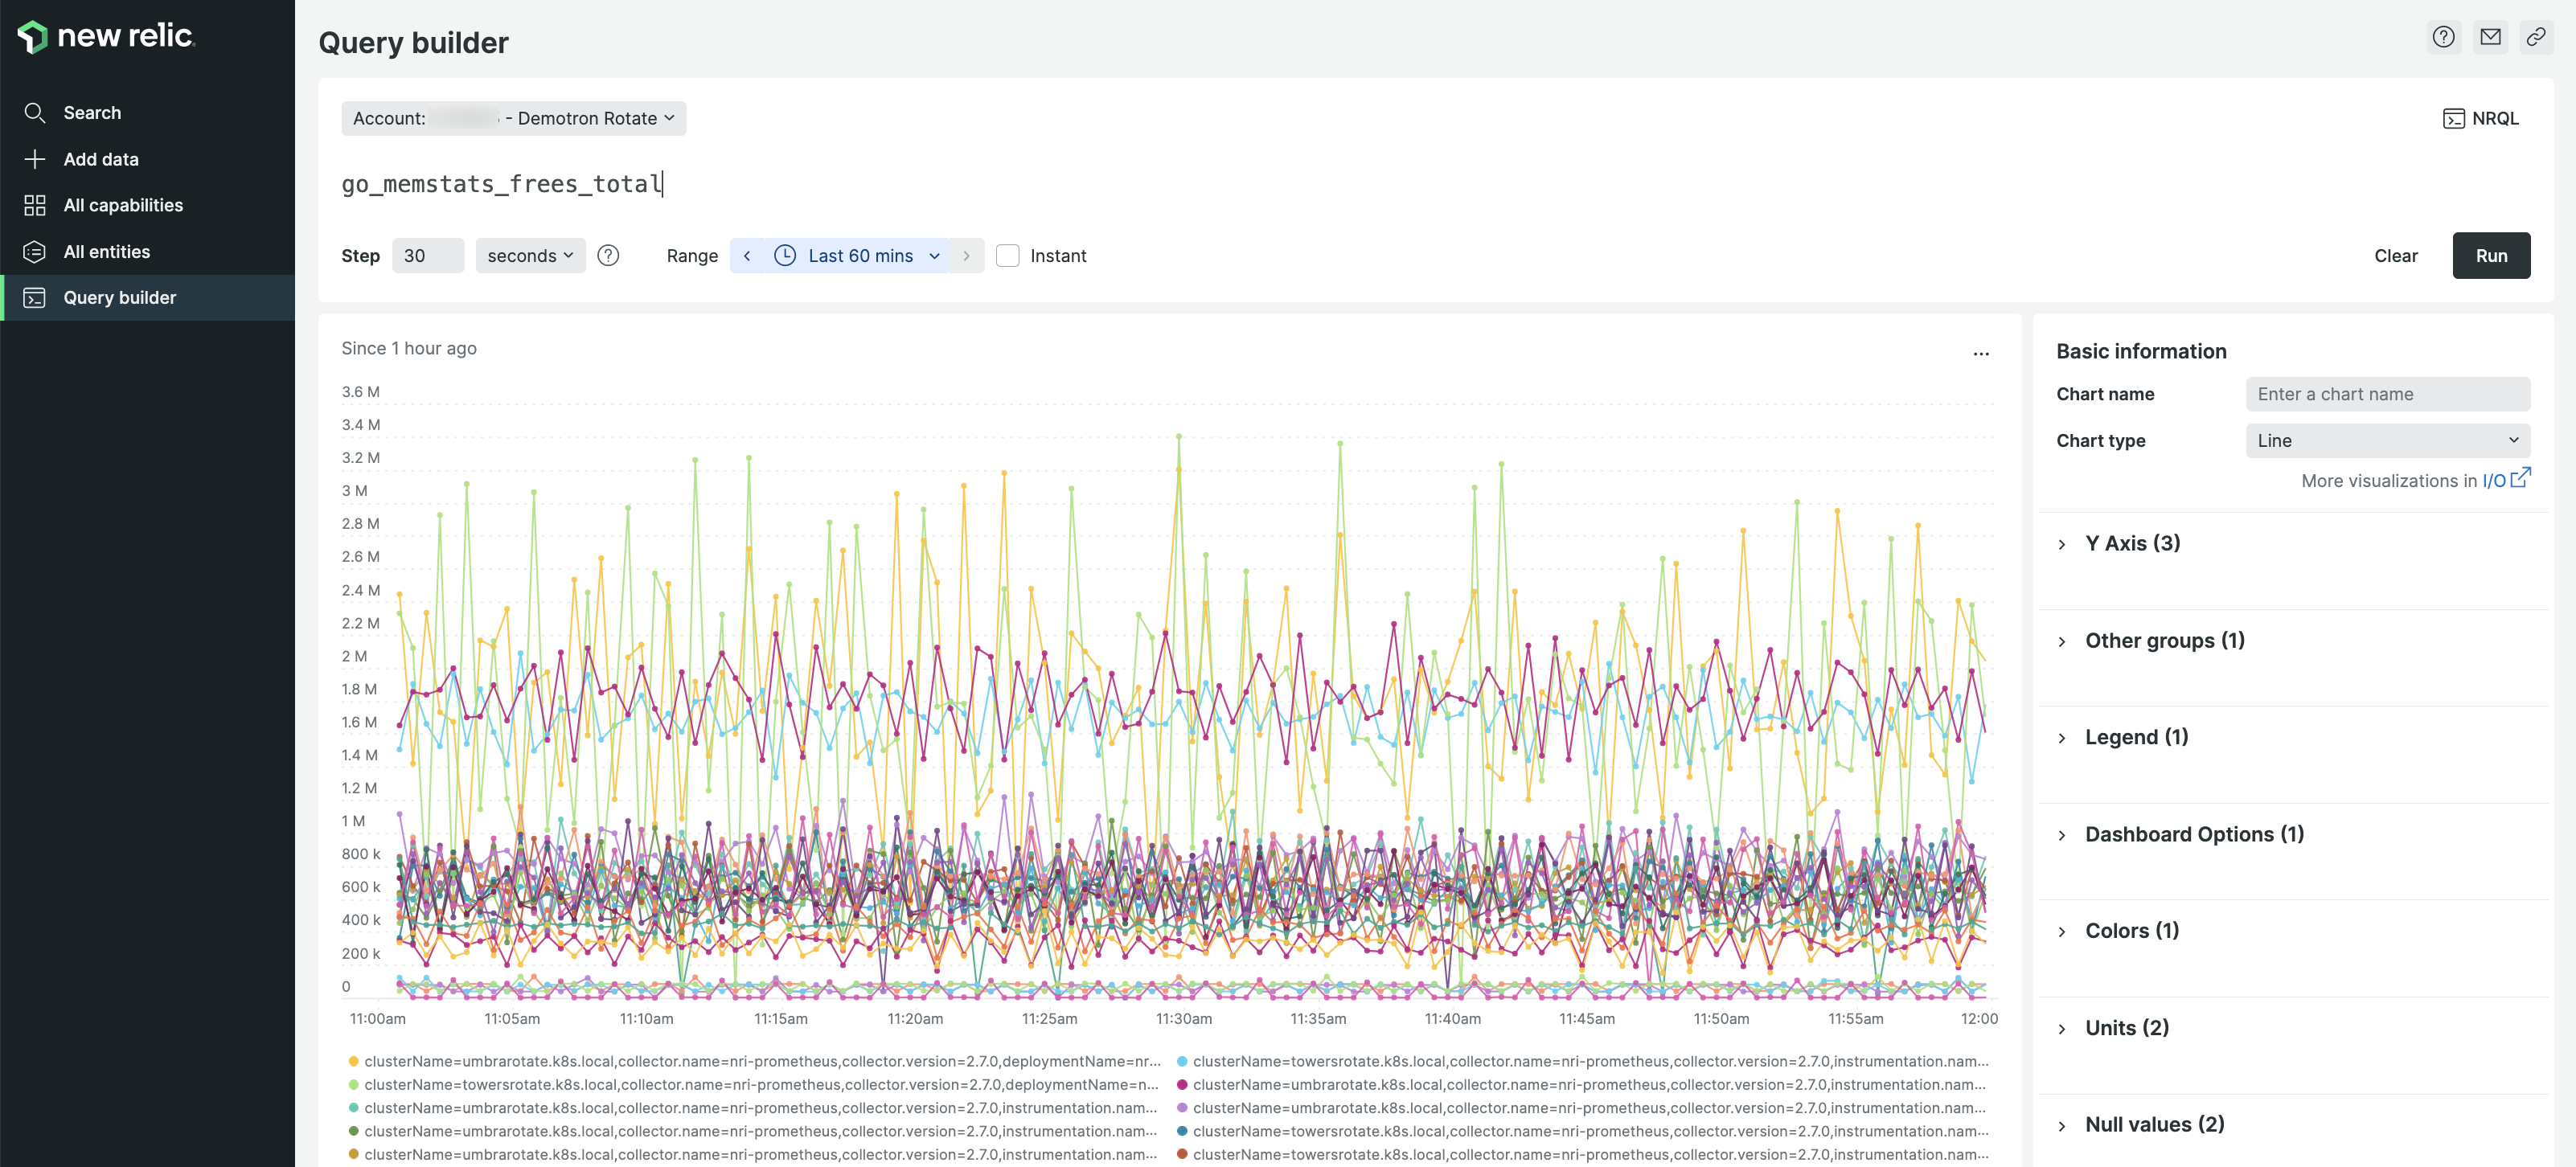 new relic.
Search
Add data
All capabilities
All entities
Query builder
Query builder
Account: - Demotron Rotate
NRQL
go_memstats_frees_total
Step 30 seconds ? Range Last 60 mins Instant
Clear Run
Since 1 hour ago
...
3.6 M
3.4 M
3.2 M
3 M
2.8 M
2.6 M
2.4 M
2.2 M
2 M
1.8 M
1.6 M
1.4 M
1.2 M
1 M
800 k
600 k
400 k
200 k
0
11:00am 11:05am 11:10am 11:15am 11:20am 11:25am 11:30am 11:35am 11:40am 11:45am 11:50am 11:55am 12:00
clusterName=umbrarotate.k8s.local,collector.name=nri-prometheus,collector.version=2.7.0,deploymentName=nr...
clusterName=towersrotate.k8s.local,collector.name=nri-prometheus,collector.version=2.7.0,instrumentation.nam...
clusterName=towersrotate.k8s.local,collector.name=nri-prometheus,collector.version=2.7.0,deploymentName=n...
clusterName=umbrarotate.k8s.local,collector.name=nri-prometheus,collector.version=2.7.0,instrumentation.nam...
clusterName=umbrarotate.k8s.local,collector.name=nri-prometheus,collector.version=2.7.0,instrumentation.nam...
clusterName=umbrarotate.k8s.local,collector.name=nri-prometheus,collector.version=2.7.0,instrumentation.nam...
clusterName=umbrarotate.k8s.local,collector.name=nri-prometheus,collector.version=2.7.0,instrumentation.nam...
clusterName=towersrotate.k8s.local,collector.name=nri-prometheus,collector.version=2.7.0,instrumentation.nam...
clusterName=umbrarotate.k8s.local,collector.name=nri-prometheus,collector.version=2.7.0,instrumentation.nam...
clusterName=towersrotate.k8s.local,collector.name=nri-prometheus,collector.version=2.7.0,instrumentation.nam...
Basic information
Chart name Enter a chart name
Chart type Line
More visualizations in I/O
Y Axis (3)
Other groups (1)
Legend (1)
Dashboard Options (1)
Colors (1)
Units (2)
Null values (2)